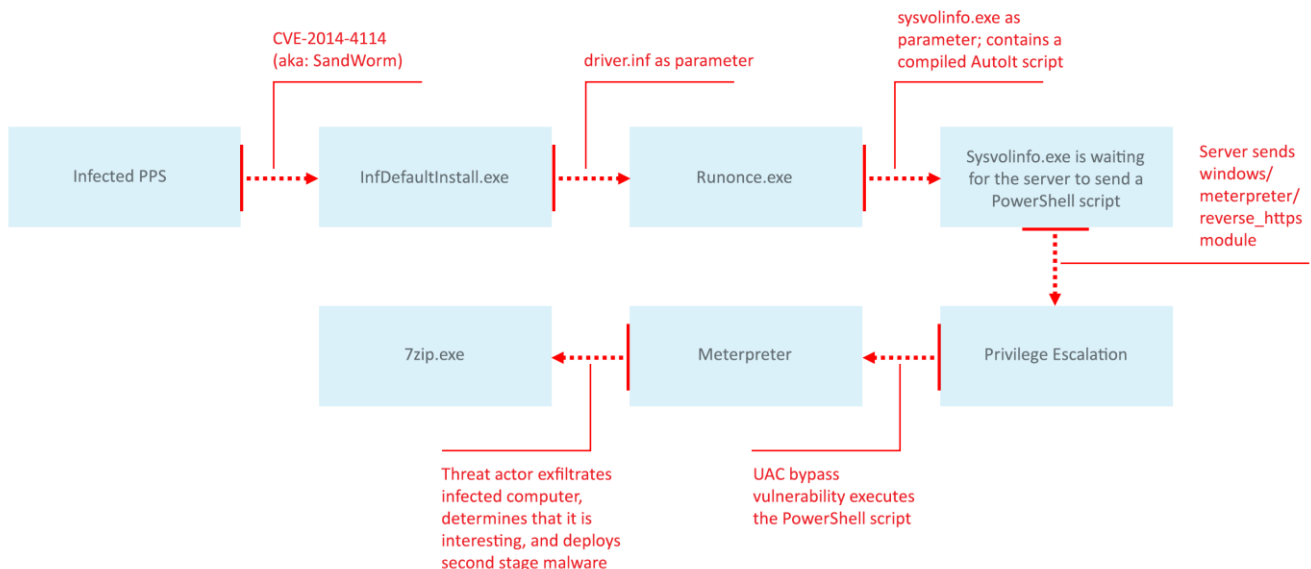 CVE-2014-4114
(aka: SandWorm)
driver.inf as parameter
sysvolinfo.exe as
parameter; contains a
compiled AutoIt script
Infected PPS
InfDefaultInstall.exe
Runonce.exe
Sysvolinfo.exe is waiting
for the server to send a
PowerShell script
Server sends
windows/
meterpreter/
reverse_https
module
7zip.exe
Meterpreter
Privilege Escalation
Threat actor exfiltrates
infected computer,
determines that it is
interesting, and deploys
second stage malware
UAC bypass
vulnerability executes
the PowerShell script